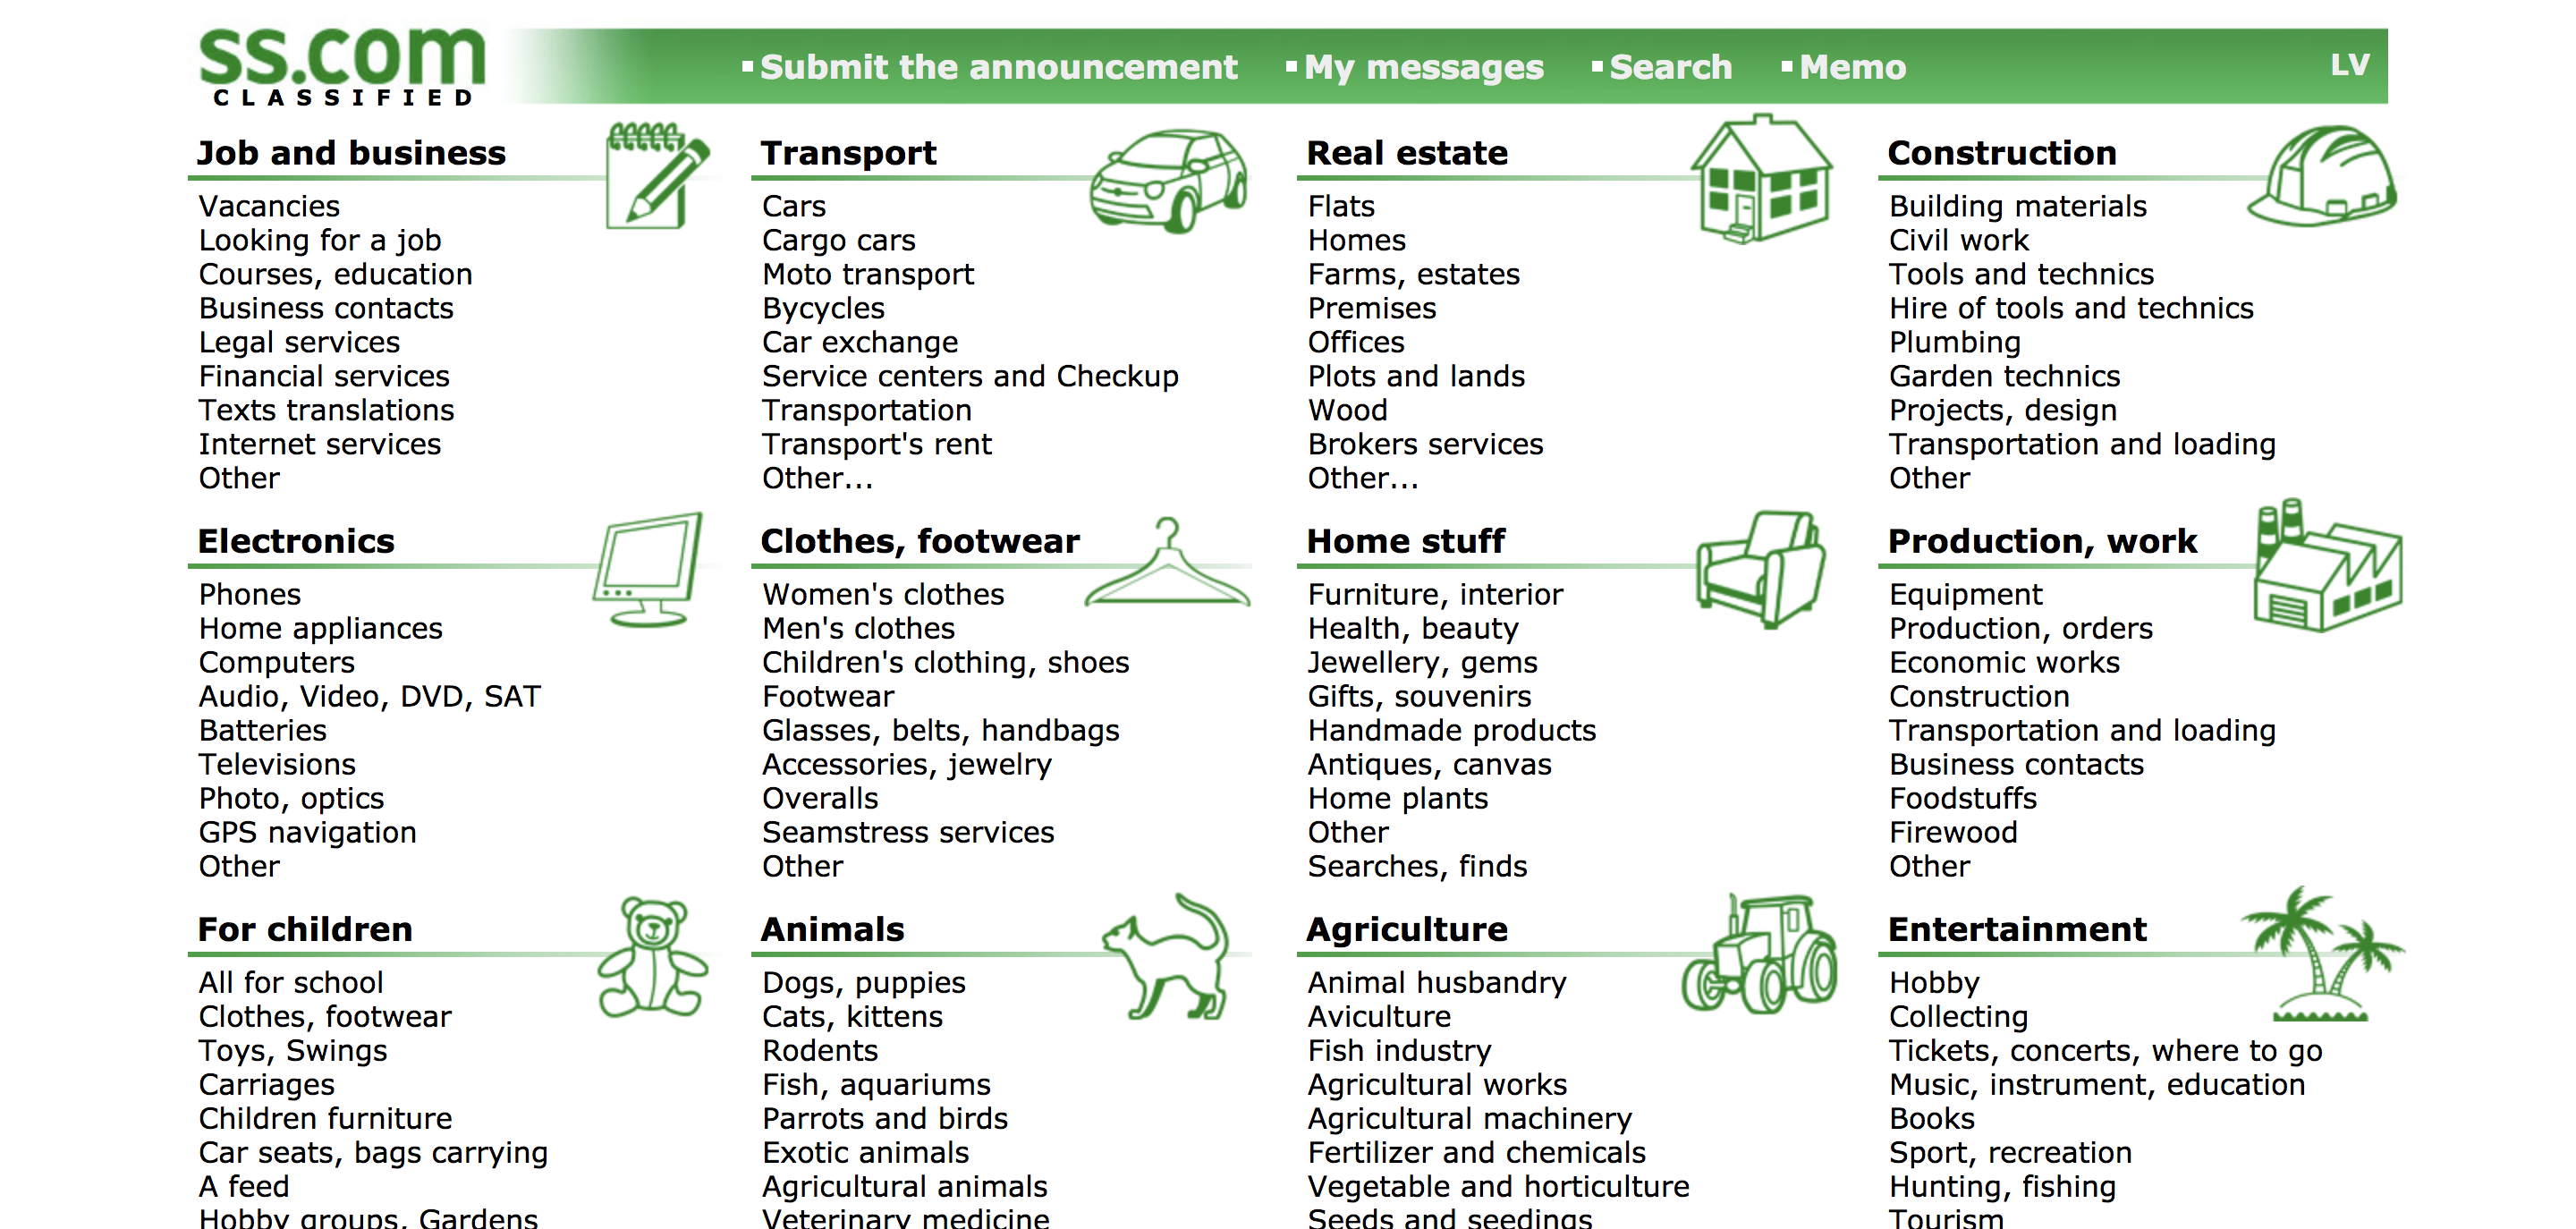 ss.com
CLASSIFIED
Submit the announcement
My messages
Search
Memo
LV
Job and business
Vacancies
Looking for a job
Courses, education
Business contacts
Legal services
Financial services
Texts translations
Internet services
Other
Transport
Cars
Cargo cars
Moto transport
Bycycles
Car exchange
Service centers and Checkup
Transportation
Transport's rent
Other...
Real estate
Flats
Homes
Farms, estates
Premises
Offices
Plots and lands
Wood
Brokers services
Other...
Construction
Building materials
Civil work
Tools and technics
Hire of tools and technics
Plumbing
Garden technics
Projects, design
Transportation and loading
Other
Electronics
Phones
Home appliances
Computers
Audio, Video, DVD, SAT
Batteries
Televisions
Photo, optics
GPS navigation
Other
Clothes, footwear
Women's clothes
Men's clothes
Children's clothing, shoes
Footwear
Glasses, belts, handbags
Accessories, jewelry
Overalls
Seamstress services
Other
Home stuff
Furniture, interior
Health, beauty
Jewellery, gems
Gifts, souvenirs
Handmade products
Antiques, canvas
Home plants
Other
Searches, finds
Production, work
Equipment
Production, orders
Economic works
Construction
Transportation and loading
Business contacts
Foodstuffs
Firewood
Other
For children
All for school
Clothes, footwear
Toys, Swings
Carriages
Children furniture
Car seats, bags carrying
A feed
Hobby groups, Gardens
Animals
Dogs, puppies
Cats, kittens
Rodents
Fish, aquariums
Parrots and birds
Exotic animals
Agricultural animals
Veterinary medicine
Agriculture
Animal husbandry
Aviculture
Fish industry
Agricultural works
Agricultural machinery
Fertilizer and chemicals
Vegetable and horticulture
Seeds and seedings
Entertainment
Hobby
Collecting
Tickets, concerts, where to go
Music, instrument, education
Books
Sport, recreation
Hunting, fishing
Tourism